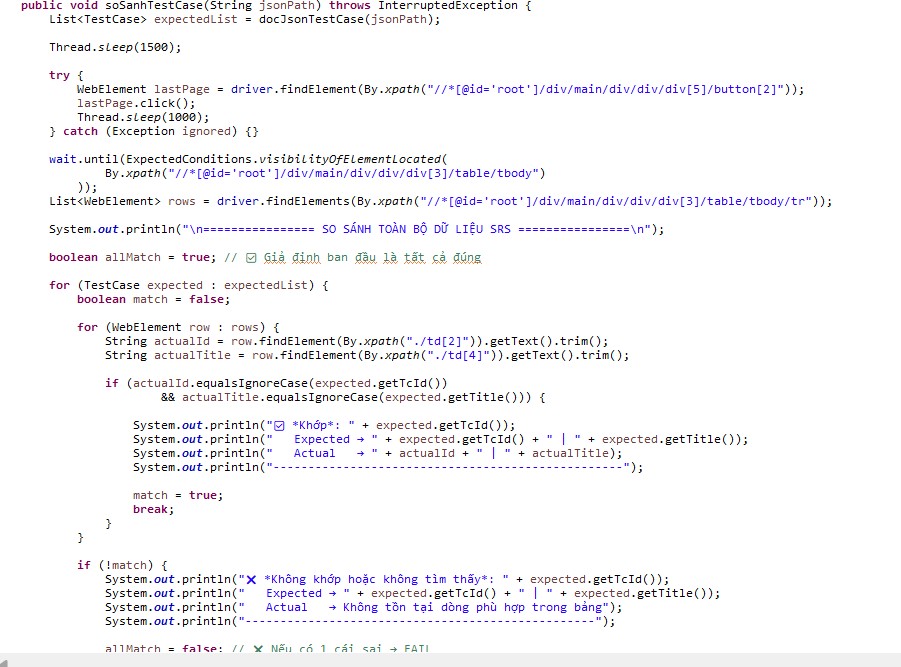 public void soSanhTestCase(String jsonPath) throws InterruptedException {
List<TestCase> expectedList = docJsonTestCase(jsonPath);
Thread.sleep(1500);
try {
WebElement lastPage = driver.findElement(By.xpath("//*[@id='root']/div/main/div/div/div[5]/button[2]"));
lastPage.click();
Thread.sleep(1000);
} catch (Exception ignored) {}
wait.until(ExpectedConditions.visibilityOfElementLocated(
By.xpath("//*[@id='root']/div/main/div/div/div[3]/table/tbody")
));
List<WebElement> rows = driver.findElements(By.xpath("//*[@id='root']/div/main/div/div/div[3]/table/tbody/tr"));
System.out.println("\n================ SO SÁNH TOÀN BỘ DỮ LIỆU SRS ================\n");
boolean allMatch = true; // ☑ Giả định ban đầu là tất cả đúng
for (TestCase expected : expectedList) {
boolean match = false;
for (WebElement row : rows) {
String actualId = row.findElement(By.xpath("./td[2]")).getText().trim();
String actualTitle = row.findElement(By.xpath("./td[4]")).getText().trim();
if (actualId.equalsIgnoreCase(expected.getTcId())
&& actualTitle.equalsIgnoreCase(expected.getTitle())) {
System.out.println("☑ *Khớp*: " + expected.getTcId());
System.out.println("   Expected → " + expected.getTcId() + " | " + expected.getTitle());
System.out.println("   Actual   → " + actualId + " | " + actualTitle);
System.out.println("--------------------------------------------------");
match = true;
break;
}
}
if (!match) {
System.out.println("❌ *Không khớp hoặc không tìm thấy*: " + expected.getTcId());
System.out.println("   Expected → " + expected.getTcId() + " | " + expected.getTitle());
System.out.println("   Actual   → Không tồn tại dòng phù hợp trong bảng");
System.out.println("--------------------------------------------------");
allMatch = false; // ❌ Nếu có 1 cái sai → FAIL